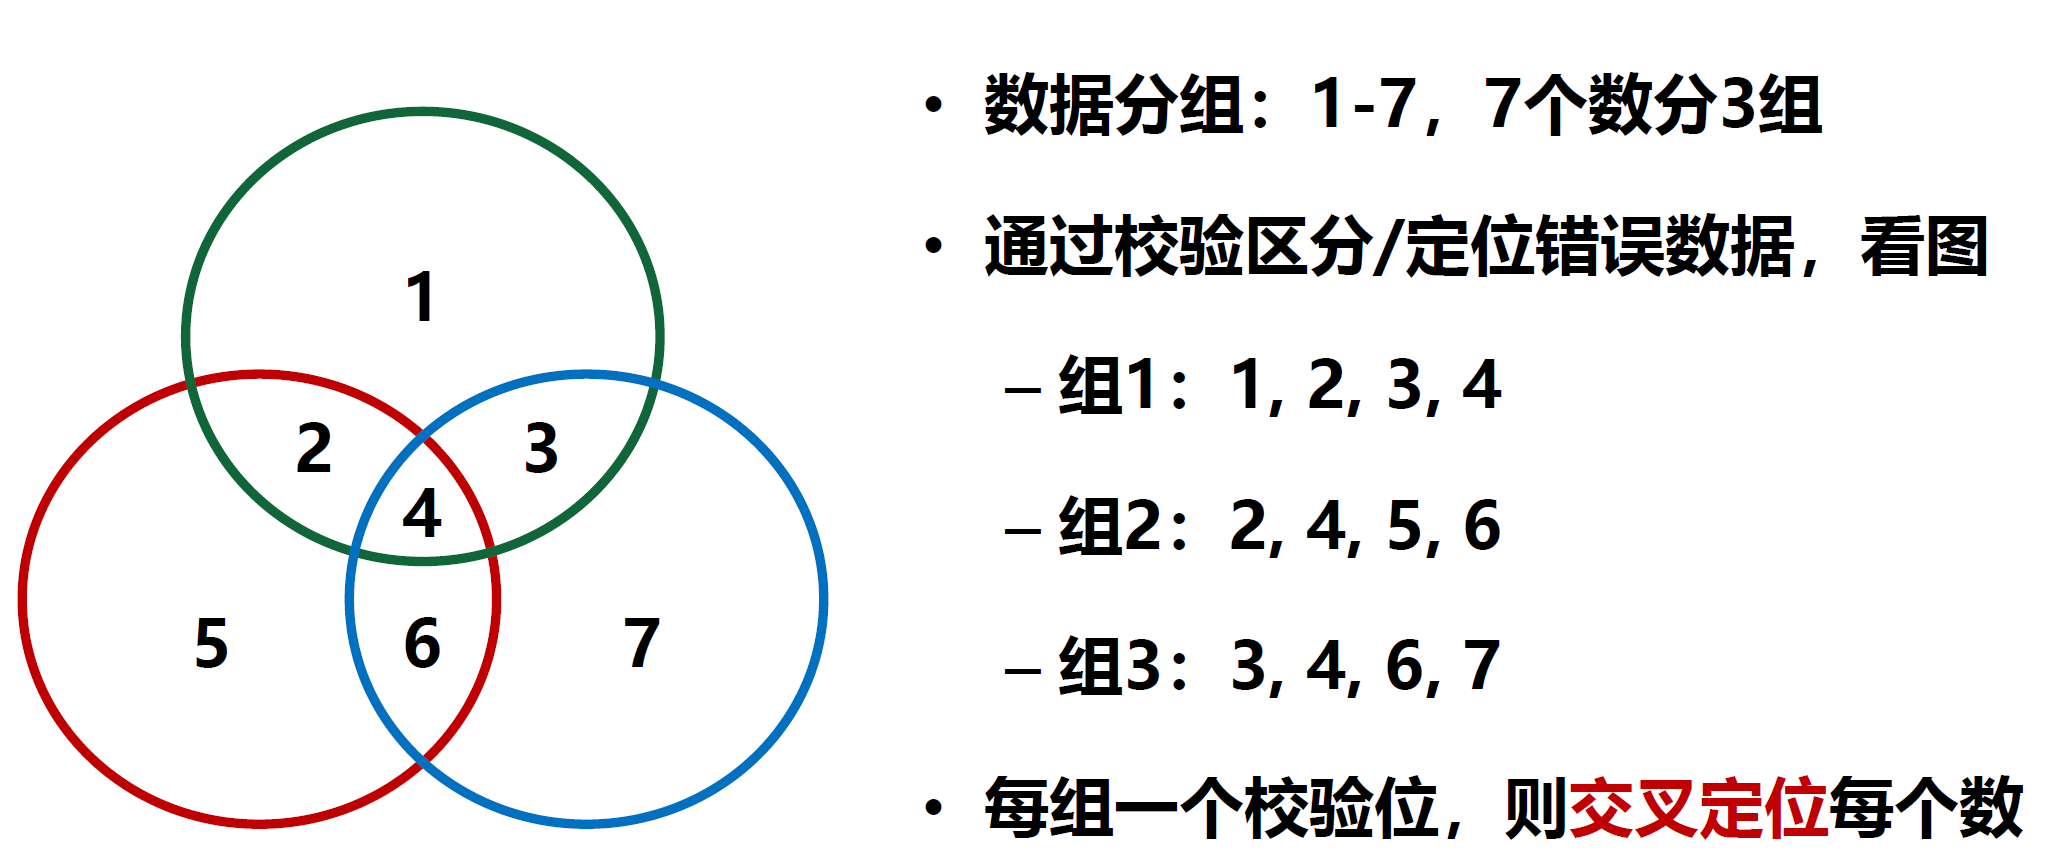 1
2
3
4
5
6
7
• 数据分组：1-7，7个数分3组
• 通过校验区分/定位错误数据，看图
– 组1：1, 2, 3, 4
– 组2：2, 4, 5, 6
– 组3：3, 4, 6, 7
• 每组一个校验位，则交叉定位每个数